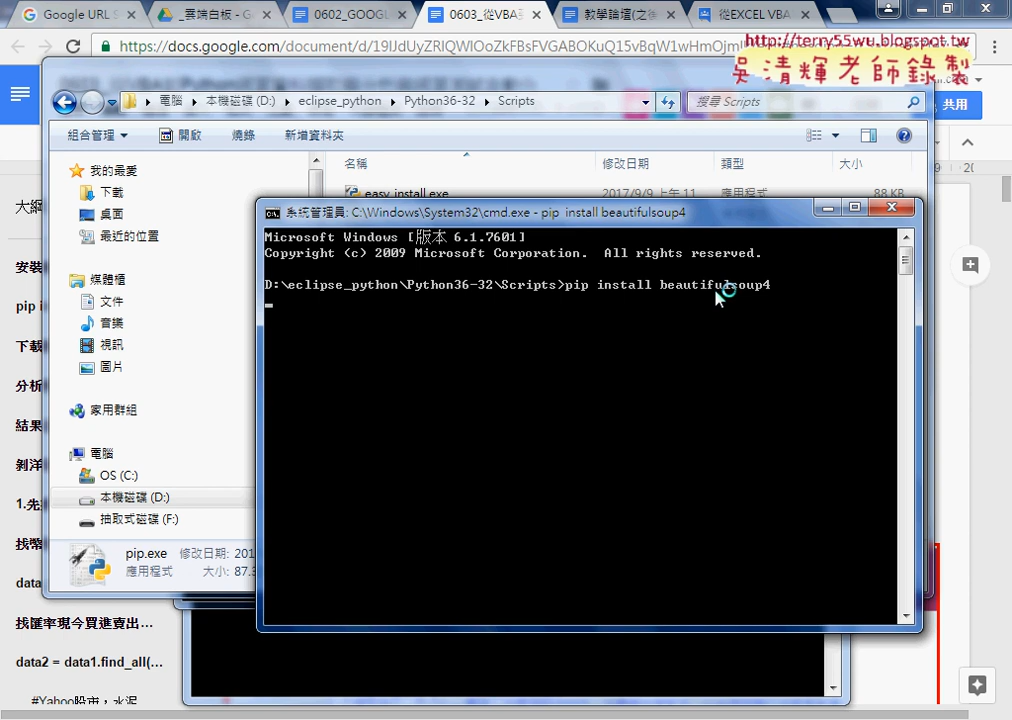 Google URL S
_雲端白板 - G
0602_GOOGL
0603_從VBA到
教學論壇(之後
從EXCEL VBA
https://docs.google.com/document/d/19IJdUyZRlQWlOoZkFBsFVGABOKuQ15vBqW1wHmOjm
http://terry55wu.blogspot.tw
吳清輝老師錄製
共用
電腦
本機磁碟 (D:)
eclipse_python
Python36-32
Scripts
搜尋 Scripts
組合管理
開啟
燒錄
新增資料夾
我的最愛
下載
桌面
最近的位置
媒體櫃
文件
音樂
視訊
圖片
家用群組
電腦
OS (C:)
本機磁碟 (D:)
抽取式磁碟 (F:)
名稱
修改日期
類型
大小
easy_install.exe
2017/9/9 上午 11
應用程式
88 KB
pip.exe
修改日期: 201
應用程式
大小: 87.3
系統管理員: C:\Windows\System32\cmd.exe - pip install beautifulsoup4
Microsoft Windows [版本 6.1.7601]
Copyright (c) 2009 Microsoft Corporation. All rights reserved.
D:\eclipse_python\Python36-32\Scripts>pip install beautifulsoup4
大綱
安裝
pip i
下載
分析
結果
剝洋
1.先
找幣
data
找匯率現今買進賣出...
data2 = data1.find_all(...
#Yahoo股市，水泥